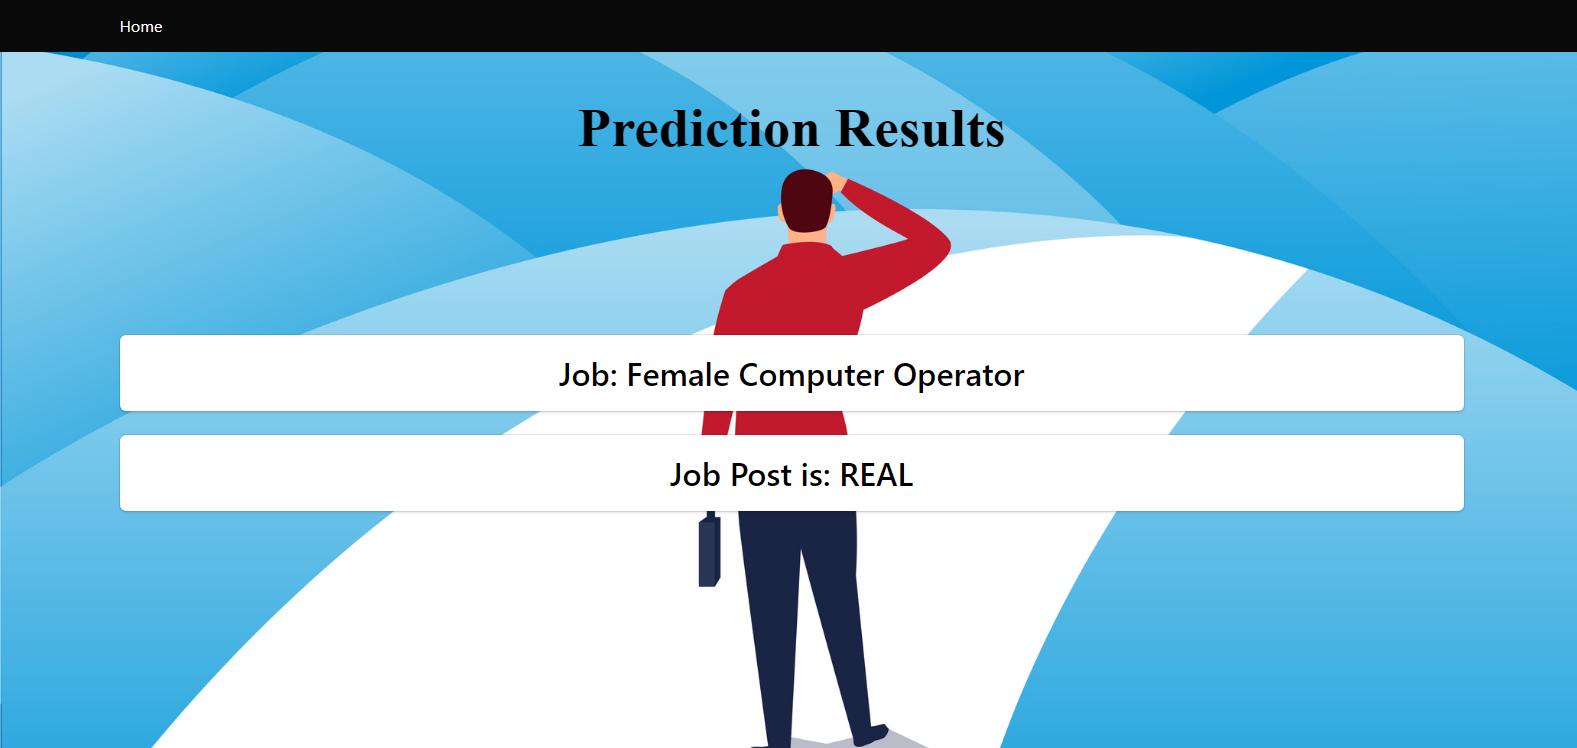 Home
Prediction Results
Job: Female Computer Operator
Job Post is: REAL